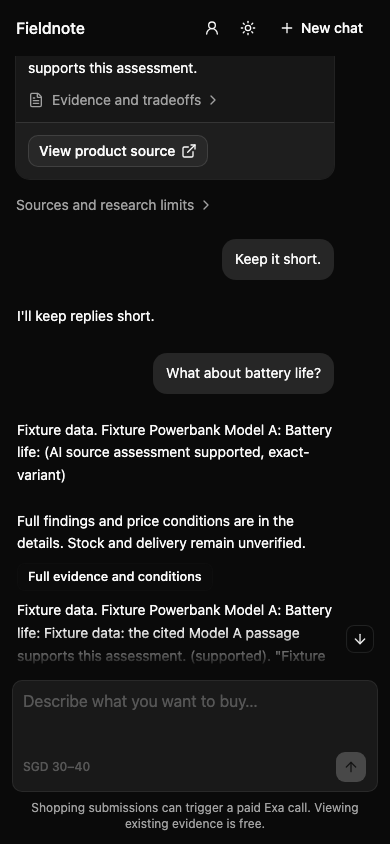 Fieldnote
New chat
supports this assessment.
Evidence and tradeoffs
View product source
Sources and research limits
Keep it short.
I'll keep replies short.
What about battery life?
Fixture data. Fixture Powerbank Model A: Battery
life: (AI source assessment supported, exact-
variant)
Full findings and price conditions are in the
details. Stock and delivery remain unverified.
Full evidence and conditions
Fixture data. Fixture Powerbank Model A: Battery
life: Fixture data: the cited Model A passage
supports this assessment. (supported). "Fixture
Describe what you want to buy...
SGD 30–40
Shopping submissions can trigger a paid Exa call. Viewing
existing evidence is free.